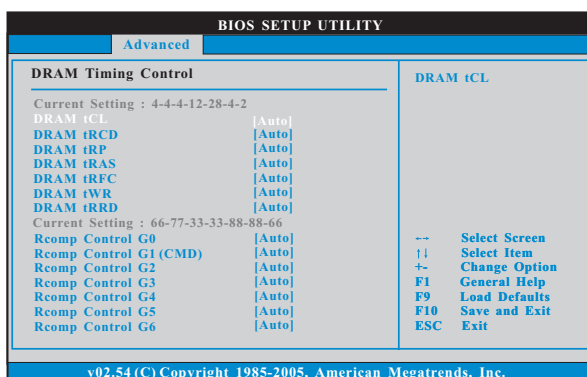 BIOS SETUP UTILITY
Advanced
DRAM Timing Control
Current Setting : 4-4-4-12-28-4-2
DRAM tCL [Auto]
DRAM tRCD [Auto]
DRAM tRP [Auto]
DRAM tRAS [Auto]
DRAM tRFC [Auto]
DRAM tWR [Auto]
DRAM tRRD [Auto]
Current Setting : 66-77-33-33-88-88-66
Rcomp Control G0 [Auto]
Rcomp Control G1 (CMD) [Auto]
Rcomp Control G2 [Auto]
Rcomp Control G3 [Auto]
Rcomp Control G4 [Auto]
Rcomp Control G5 [Auto]
Rcomp Control G6 [Auto]
DRAM tCL
←→ Select Screen
↑↓ Select Item
+- Change Option
F1 General Help
F9 Load Defaults
F10 Save and Exit
ESC Exit
v02.54 (C) Copyright 1985-2005, American Megatrends, Inc.